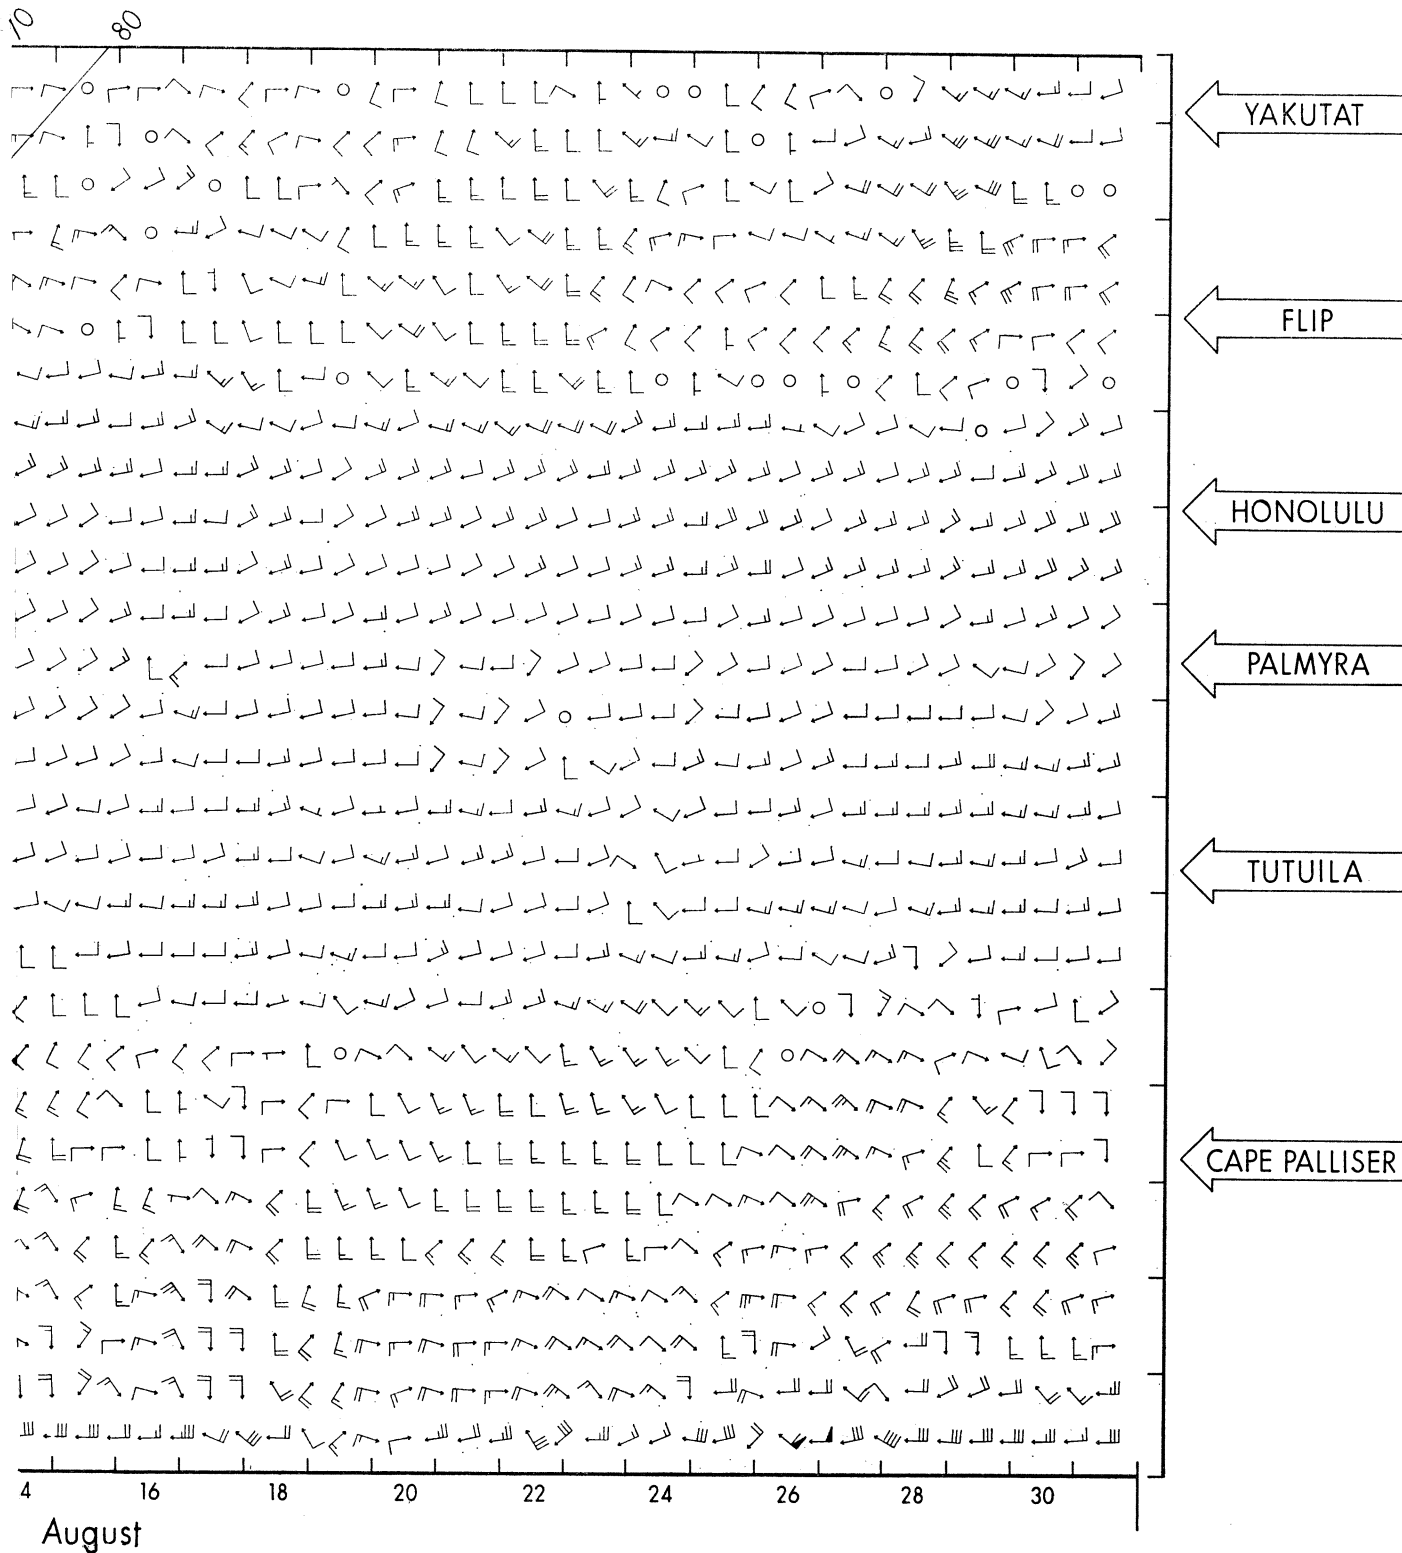 10 80
YAKUTAT
FLIP
HONOLULU
PALMYRA
TUTUILA
CAPE PALLISER
4 16 18 20 22 24 26 28 30
August